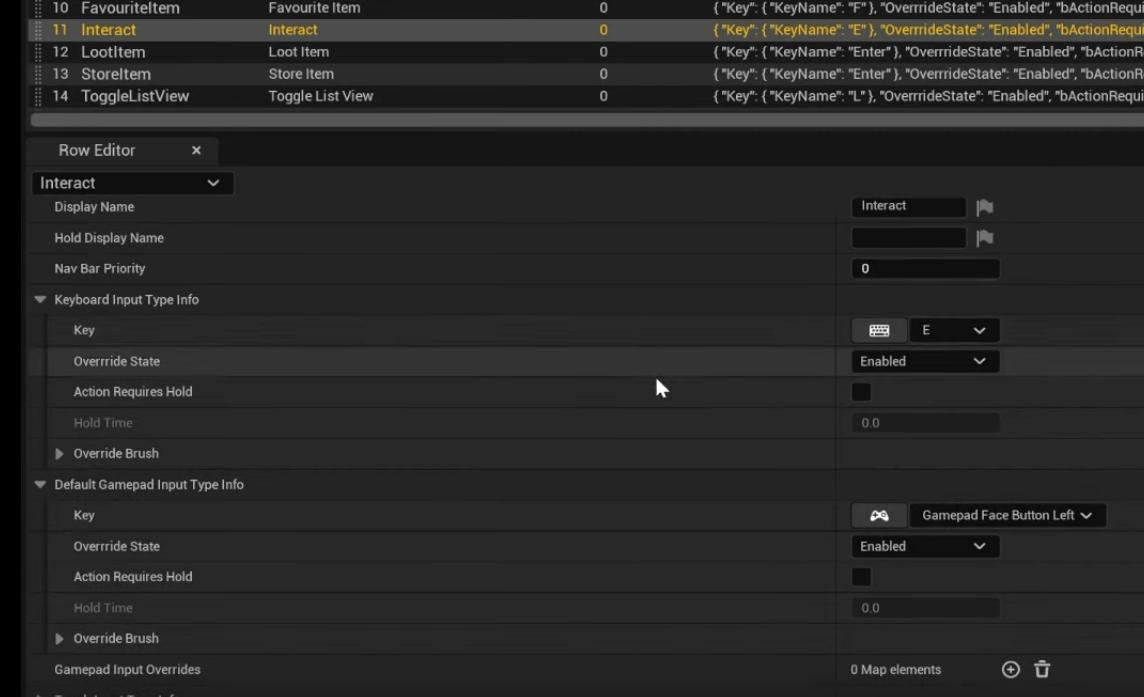 10 FavouriteItem Favourite Item 0 { "Key": { "KeyName": "F" }, "OverrrideState": "Enabled", "bActionRequi
11 Interact Interact 0 { "Key": { "KeyName": "E" }, "OverrrideState": "Enabled", "bActionRequi
12 LootItem Loot Item 0 { "Key": { "KeyName": "Enter" }, "OverrrideState": "Enabled", "bActionR
13 StoreItem Store Item 0 { "Key": { "KeyName": "Enter" }, "OverrrideState": "Enabled", "bActionR
14 ToggleListView Toggle List View 0 { "Key": { "KeyName": "L" }, "OverrrideState": "Enabled", "bActionRequi
Row Editor
Interact
Display Name Interact
Hold Display Name
Nav Bar Priority 0
Keyboard Input Type Info
Key E
Overrride State Enabled
Action Requires Hold
Hold Time 0.0
Override Brush
Default Gamepad Input Type Info
Key Gamepad Face Button Left
Overrride State Enabled
Action Requires Hold
Hold Time 0.0
Override Brush
Gamepad Input Overrides 0 Map elements